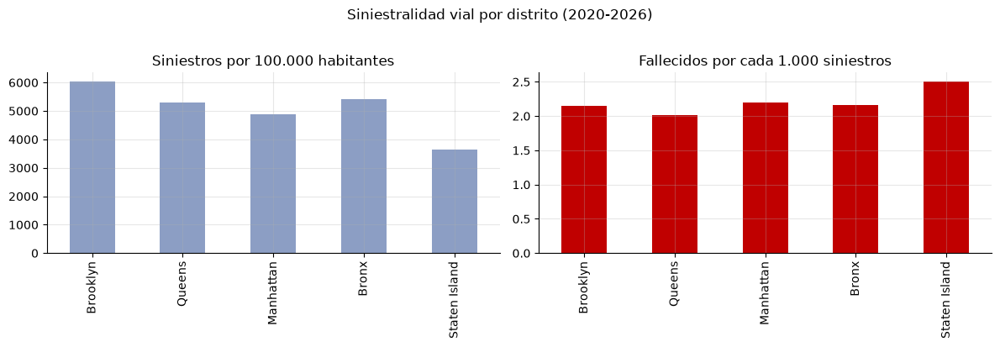 Siniestralidad vial por distrito (2020-2026)
Siniestros por 100.000 habitantes
6000
5000
4000
3000
2000
1000
0
Brooklyn
Queens
Manhattan
Bronx
Staten Island
Fallecidos por cada 1.000 siniestros
2.5
2.0
1.5
1.0
0.5
0.0
Brooklyn
Queens
Manhattan
Bronx
Staten Island